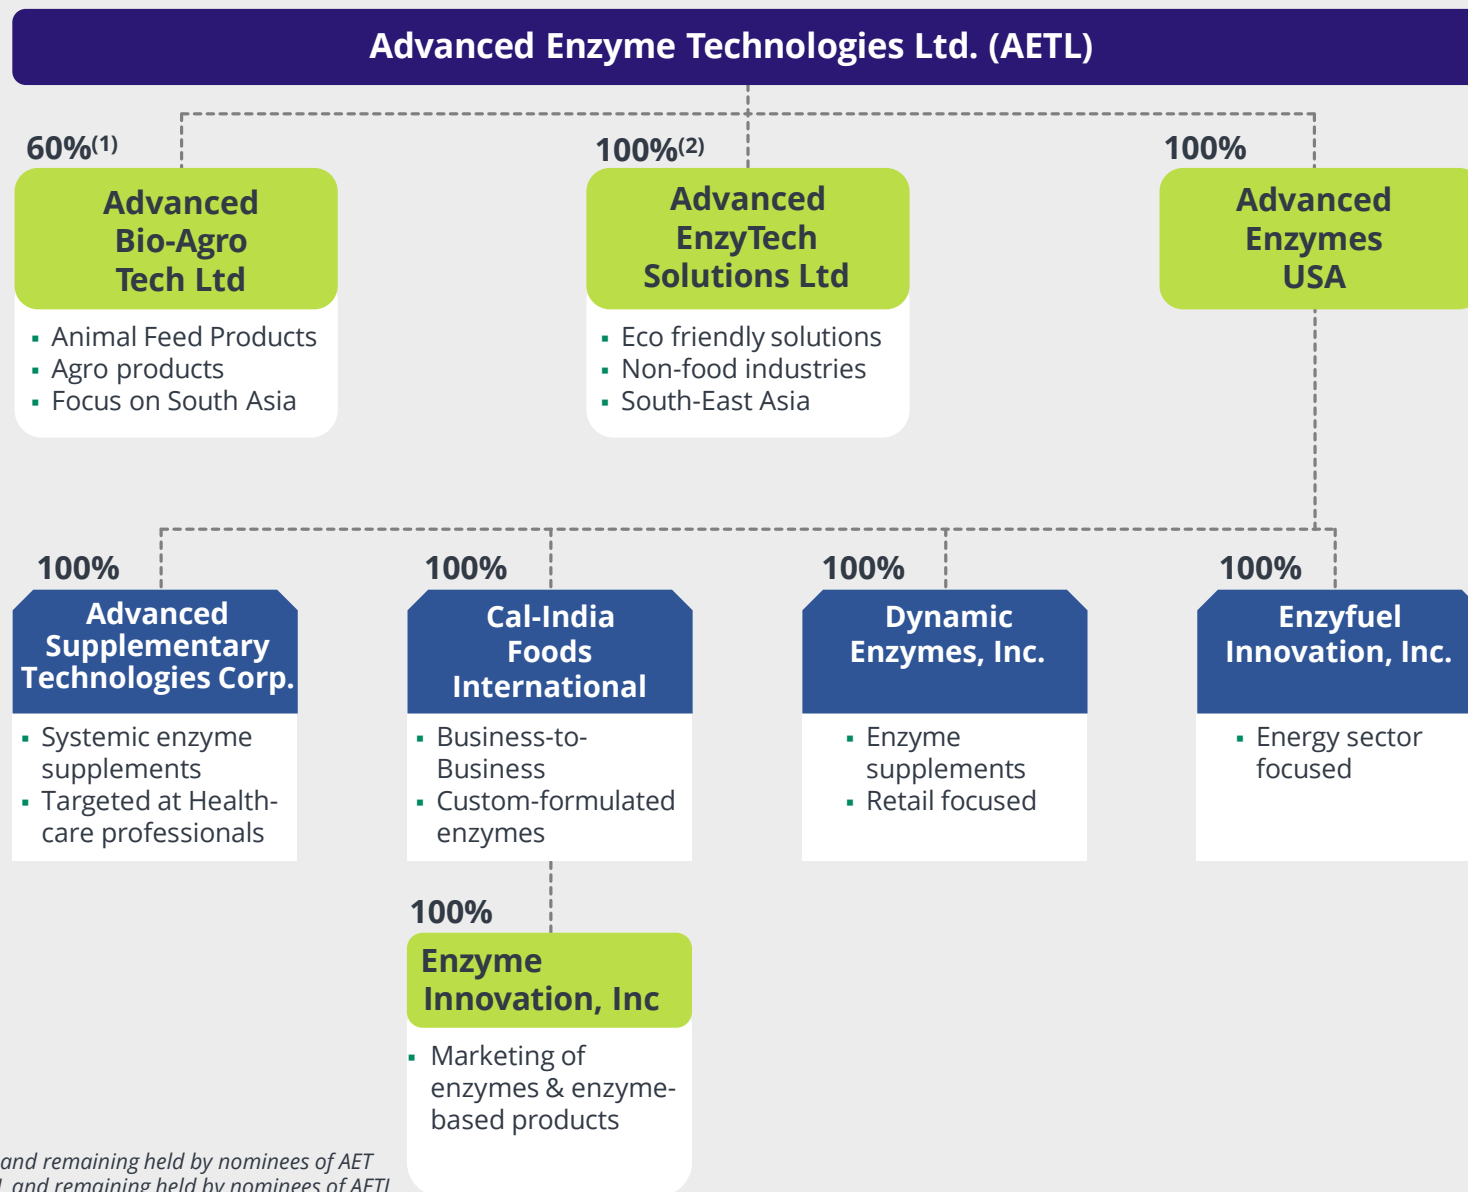 Advanced Enzyme Technologies Ltd. (AETL)
60%(1)
Advanced
Bio-Agro
Tech Ltd
▪ Animal Feed Products
▪ Agro products
▪ Focus on South Asia
100%(2)
Advanced
EnzyTech
Solutions Ltd
▪ Eco friendly solutions
▪ Non-food industries
▪ South-East Asia
100%
Advanced
Enzymes
USA
100%
Advanced
Supplementary
Technologies Corp.
▪ Systemic enzyme
supplements
▪ Targeted at Health-
care professionals
100%
Cal-India
Foods
International
▪ Business-to-
Business
▪ Custom-formulated
enzymes
100%
Dynamic
Enzymes, Inc.
▪ Enzyme
supplements
▪ Retail focused
100%
Enzyfuel
Innovation, Inc.
▪ Energy sector
focused
100%
Enzyme
Innovation, Inc
▪ Marketing of
enzymes & enzyme-
based products
and remaining held by nominees of AET
and remaining held by nominees of AETL